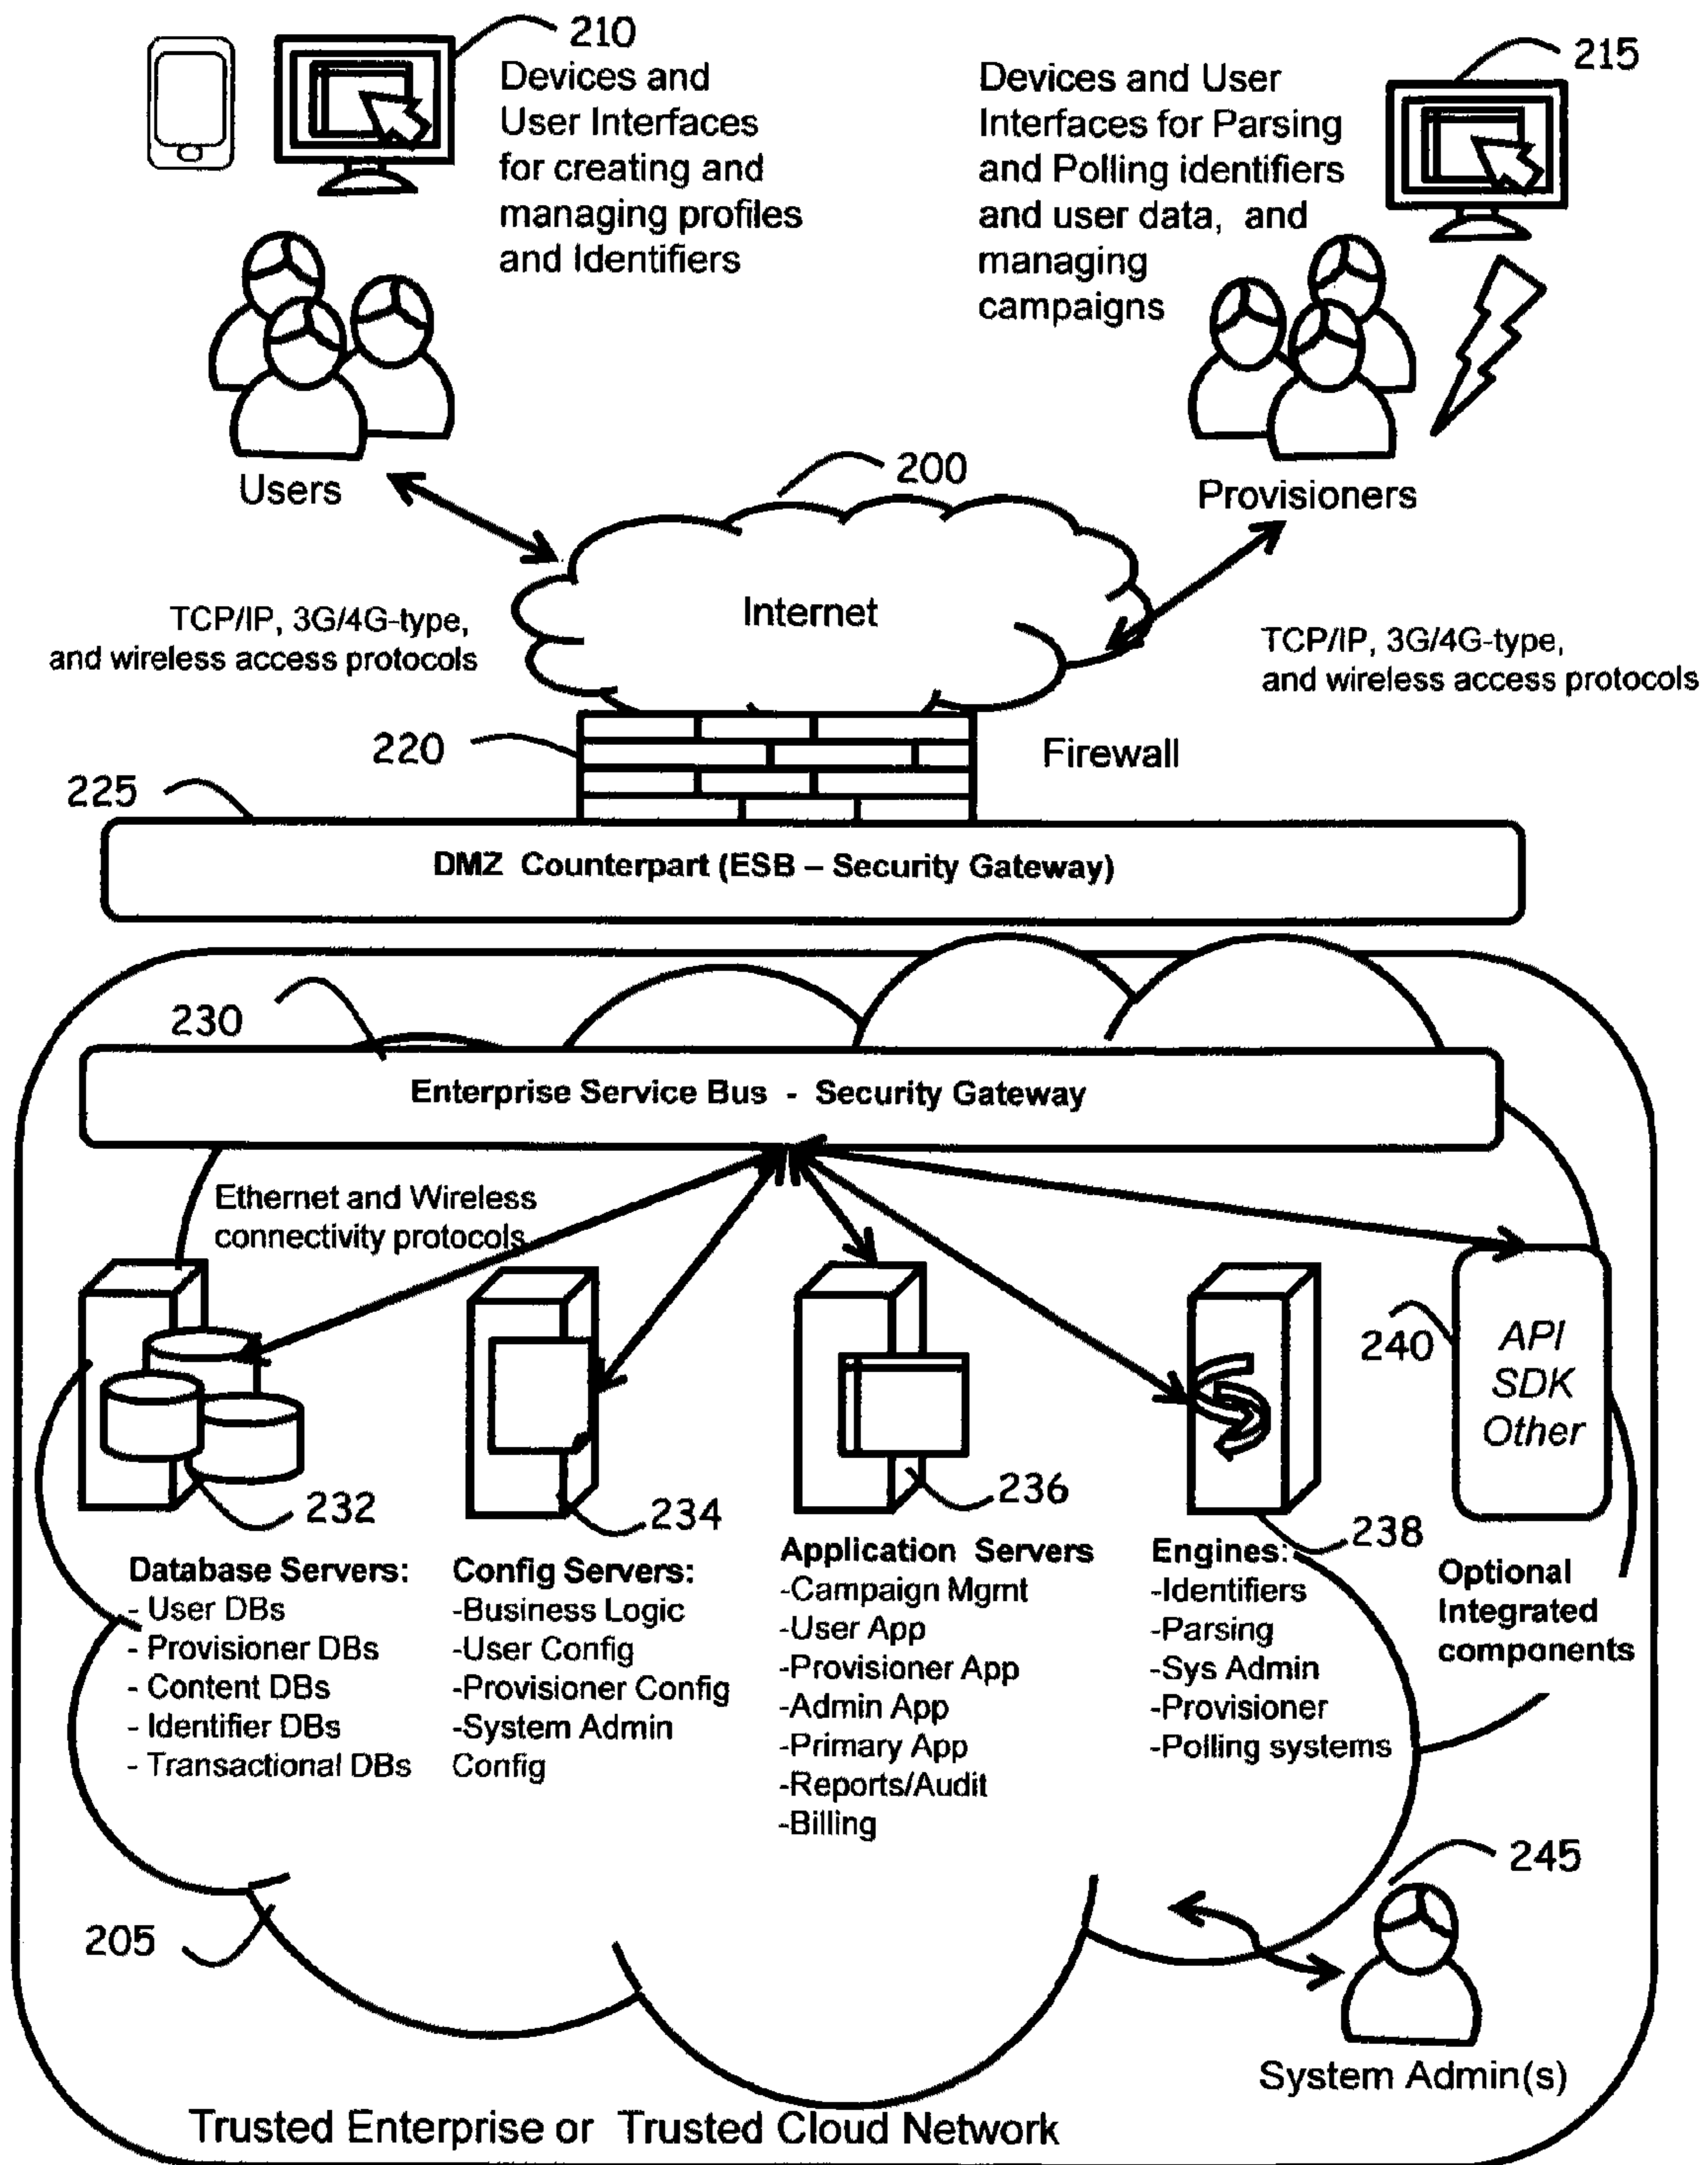 210
Devices and
User Interfaces
for creating and
managing profiles
and Identifiers
215
Devices and User
Interfaces for Parsing
and Polling identifiers
and user data, and
managing
campaigns
Users
200
Provisioners
Internet
TCP/IP, 3G/4G-type,
and wireless access protocols
TCP/IP, 3G/4G-type,
and wireless access protocols
220
Firewall
225
DMZ Counterpart (ESB – Security Gateway)
230
Enterprise Service Bus - Security Gateway
Ethernet and Wireless
connectivity protocols
240
API
SDK
Other
232
234
236
238
Database Servers:
- User DBs
- Provisioner DBs
- Content DBs
- Identifier DBs
- Transactional DBs
Config Servers:
-Business Logic
-User Config
-Provisioner Config
-System Admin
Config
Application Servers
-Campaign Mgmt
-User App
-Provisioner App
-Admin App
-Primary App
-Reports/Audit
-Billing
Engines:
-Identifiers
-Parsing
-Sys Admin
-Provisioner
-Polling systems
Optional
Integrated
components
245
205
System Admin(s)
Trusted Enterprise or Trusted Cloud Network